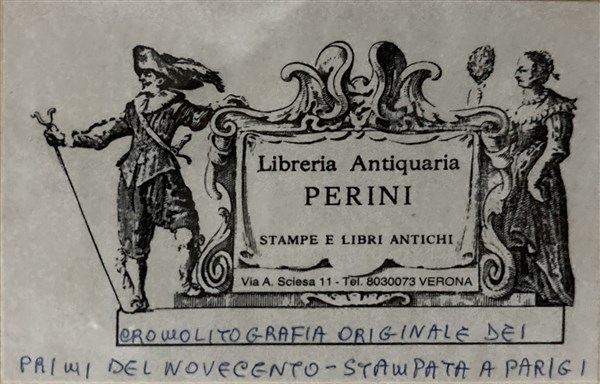 Libreria Antiquaria
PERINI
STAMPE E LIBRI ANTICHI
Via A. Sciesa 11 - Tel. 8030073 VERONA
CROMOLITOGRAFIA ORIGINALE DEI
PRIMI DEL NOVECENTO - STAMPATA A PARIGI